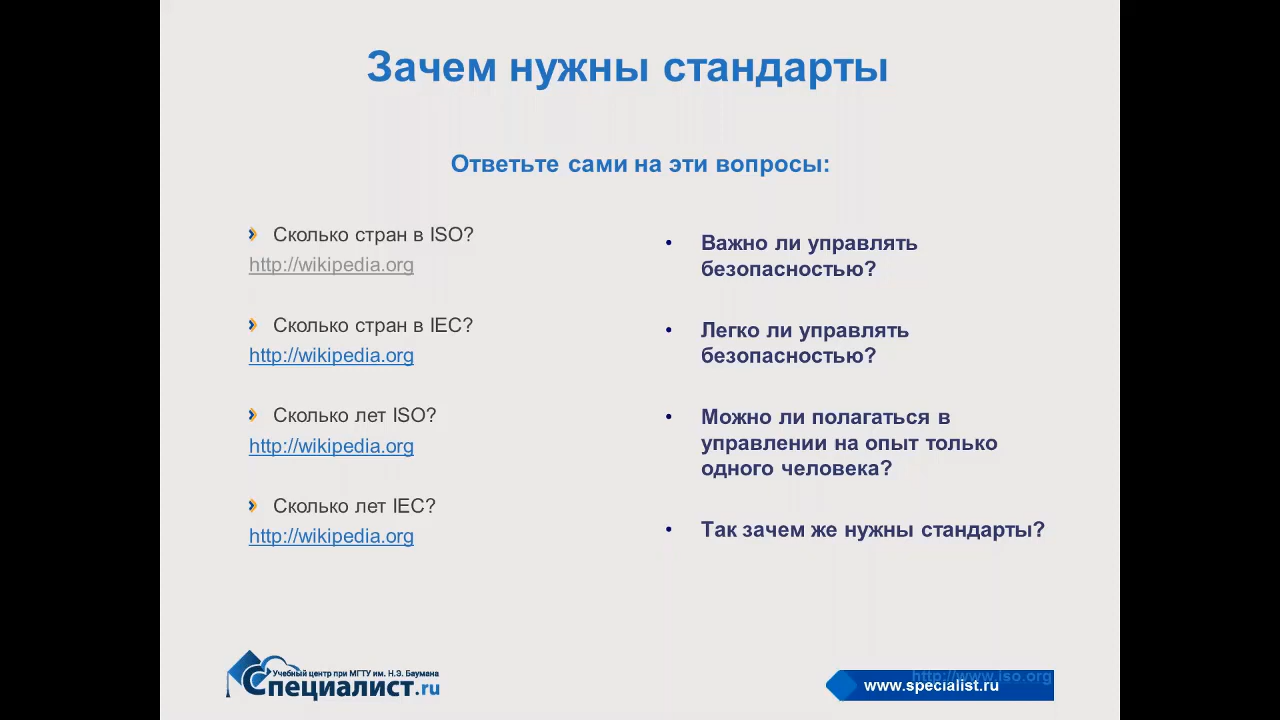 Зачем нужны стандарты
Ответьте сами на эти вопросы:
Сколько стран в ISO?
http://wikipedia.org
Сколько стран в IEC?
http://wikipedia.org
Сколько лет ISO?
http://wikipedia.org
Сколько лет IEC?
http://wikipedia.org
Важно ли управлять
безопасностью?
Легко ли управлять
безопасностью?
Можно ли полагаться в
управлении на опыт только
одного человека?
Так зачем же нужны стандарты?
Учебный центр при МГТУ им. Н.Э. Баумана
Специалист.ru
http://www.iso.org
www.specialist.ru